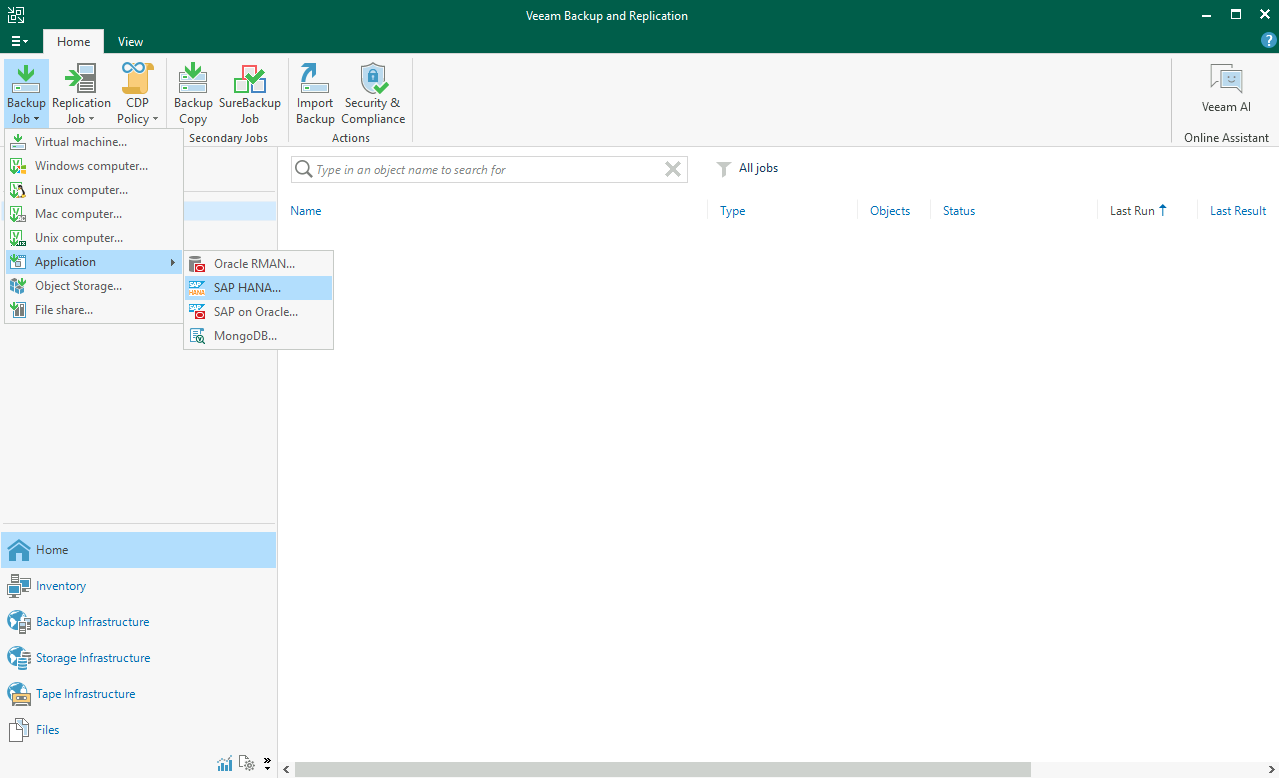 Veeam Backup and Replication
Home
View
Backup
Job
Replication
Job
CDP
Policy
Backup
Copy
SureBackup
Job
Import
Backup
Security &
Compliance
Veeam AI
Secondary Jobs
Actions
Online Assistant
Virtual machine...
Windows computer...
Linux computer...
Mac computer...
Unix computer...
Application
Object Storage...
File share...
Oracle RMAN...
SAP HANA...
SAP on Oracle...
MongoDB...
Type in an object name to search for
All jobs
Name
Type
Objects
Status
Last Run
Last Result
Home
Inventory
Backup Infrastructure
Storage Infrastructure
Tape Infrastructure
Files